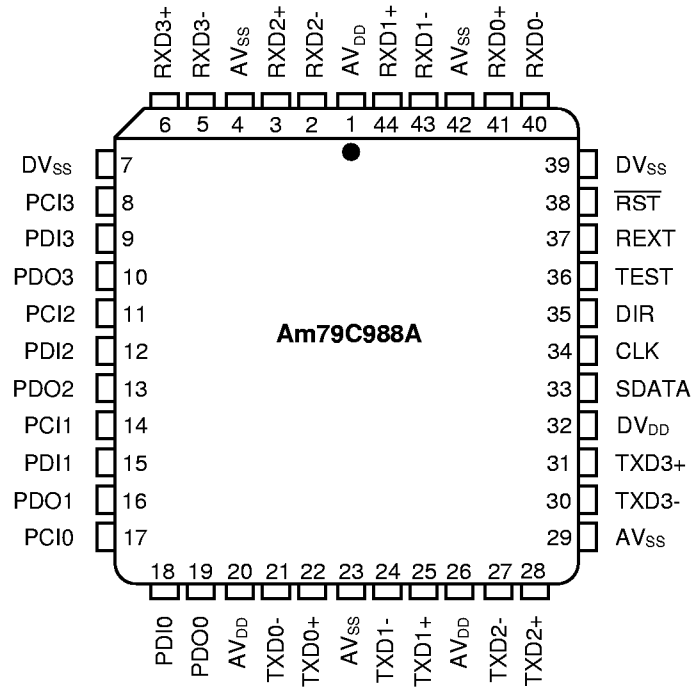 RXD3+ RXD3- AVSS RXD2+ RXD2- AVDD RXD1+ RXD1- AVSS RXD0+ RXD0-
6 5 4 3 2 1 44 43 42 41 40
DVSS 7 39 DVSS
PCI3 8 38 RST
PDI3 9 37 REXT
PDO3 10 36 TEST
PCI2 11 35 DIR
Am79C988A
PDI2 12 34 CLK
PDO2 13 33 SDATA
PCI1 14 32 DVDD
PDI1 15 31 TXD3+
PDO1 16 30 TXD3-
PCI0 17 29 AVSS
18 19 20 21 22 23 24 25 26 27 28
PDI0 PDO0 AVDD TXD0- TXD0+ AVSS TXD1- TXD1+ AVDD TXD2- TXD2+